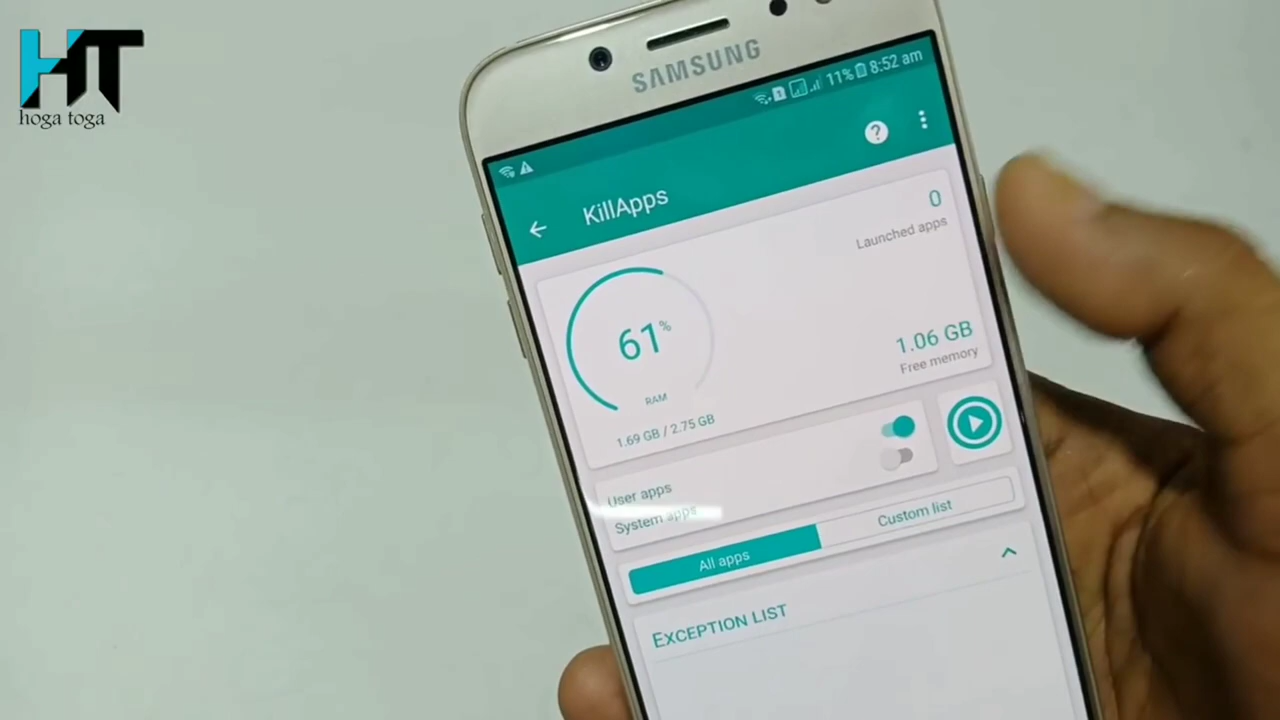 HT
hoga toga
SAMSUNG
1 11% 8:52 am
?
KillApps
0
Launched apps
61%
RAM
1.69 GB / 2.75 GB
1.06 GB
Free memory
User apps
System apps
All apps
Custom list
EXCEPTION LIST